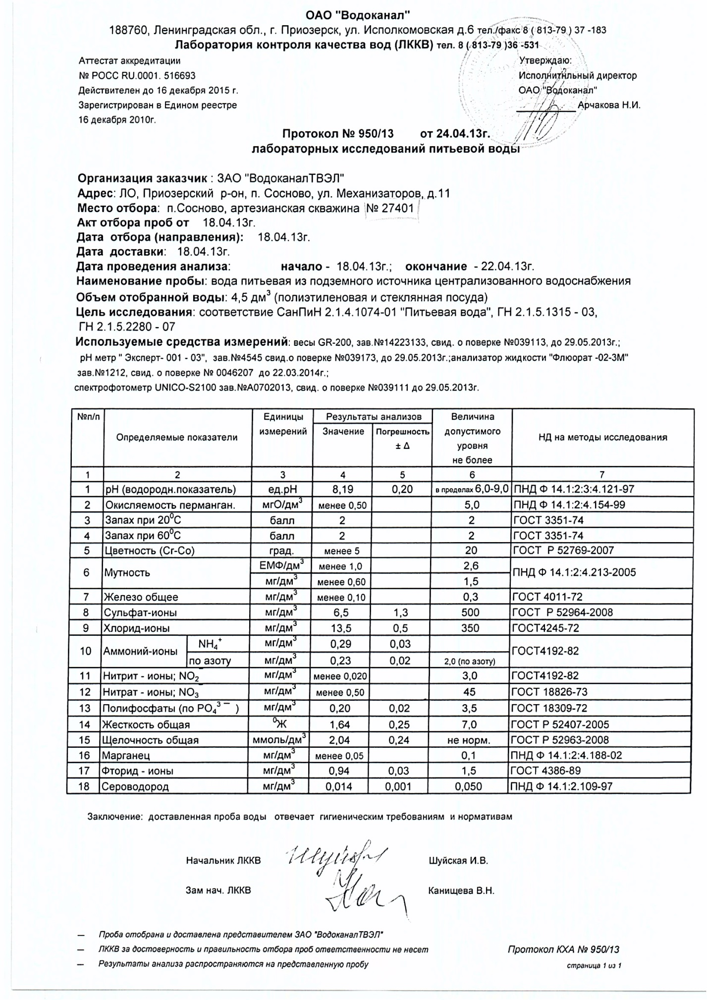 ОАО "Водоканал"
188760, Ленинградская обл., г. Приозерск, ул. Исполкомовская д.6 тел./факс 8 ( 813-79 ) 37 -183
Лаборатория контроля качества вод (ЛККВ) тел. 8 ( 813-79 )36 -531
Аттестат аккредитации
№ РОСС RU.0001. 516693
Действителен до 16 декабря 2015 г.
Зарегистрирован в Едином реестре
16 декабря 2010г.
Утверждаю:
Исполнитнльный директор
ОАО "Водоканал"
Арчакова Н.И.
Протокол № 950/13 от 24.04.13г.
лабораторных исследований питьевой воды
Организация заказчик : ЗАО "ВодоканалТВЭЛ"
Адрес: ЛО, Приозерский р-он, п. Сосново, ул. Механизаторов, д.11
Место отбора: п.Сосново, артезианская скважина № 27401
Акт отбора проб от 18.04.13г.
Дата отбора (направления): 18.04.13г.
Дата доставки: 18.04.13г.
Дата проведения анализа: начало - 18.04.13г.; окончание - 22.04.13г.
Наименование пробы: вода питьевая из подземного источника централизованного водоснабжения
Объем отобранной воды: 4,5 дм³ (полиэтиленовая и стеклянная посуда)
Цель исследования: соответствие СанПиН 2.1.4.1074-01 "Питьевая вода", ГН 2.1.5.1315 - 03,
ГН 2.1.5.2280 - 07
Используемые средства измерений: весы GR-200, зав.№14223133, свид. о поверке №039113, до 29.05.2013г.;
pH метр " Эксперт- 001 - 03", зав.№4545 свид.о поверке №039173, до 29.05.2013г.;анализатор жидкости "Флюорат -02-3М"
зав.№1212, свид. о поверке № 0046207 до 22.03.2014г.;
спектрофотометр UNICO-S2100 зав.№А0702013, свид. о поверке №039111 до 29.05.2013г.
№п/п Определяемые показатели Единицы измерений Результаты анализов Значение Погрешность ± Δ Величина допустимого уровня не более НД на методы исследования
1 2 3 4 5 6 7
1 pH (водородн.показатель) ед.pH 8,19 0,20 в пределах 6,0-9,0 ПНД Ф 14.1:2:3:4.121-97
2 Окисляемость перманган. мгО/дм³ менее 0,50 5,0 ПНД Ф 14.1:2:4.154-99
3 Запах при 20⁰С балл 2 2 ГОСТ 3351-74
4 Запах при 60⁰С балл 2 2 ГОСТ 3351-74
5 Цветность (Cr-Co) град. менее 5 20 ГОСТ Р 52769-2007
6 Мутность ЕМФ/дм³ менее 1,0 2,6 ПНД Ф 14.1:2:4.213-2005
мг/дм³ менее 0,60 1,5
7 Железо общее мг/дм³ менее 0,10 0,3 ГОСТ 4011-72
8 Сульфат-ионы мг/дм³ 6,5 1,3 500 ГОСТ Р 52964-2008
9 Хлорид-ионы мг/дм³ 13,5 0,5 350 ГОСТ4245-72
10 Аммоний-ионы NH₄⁺ мг/дм³ 0,29 0,03 ГОСТ4192-82
по азоту мг/дм³ 0,23 0,02 2,0 (по азоту)
11 Нитрит - ионы; NO₂⁻ мг/дм³ менее 0,020 3,0 ГОСТ4192-82
12 Нитрат - ионы; NO₃⁻ мг/дм³ менее 0,50 45 ГОСТ 18826-73
13 Полифосфаты (по PO₄³⁻ ) мг/дм³ 0,20 0,02 3,5 ГОСТ 18309-72
14 Жесткость общая ⁰Ж 1,64 0,25 7,0 ГОСТ Р 52407-2005
15 Щелочность общая ммоль/дм³ 2,04 0,24 не норм. ГОСТ Р 52963-2008
16 Марганец мг/дм³ менее 0,05 0,1 ПНД Ф 14.1:2:4.188-02
17 Фторид - ионы мг/дм³ 0,94 0,03 1,5 ГОСТ 4386-89
18 Сероводород мг/дм³ 0,014 0,001 0,050 ПНД Ф 14.1:2.109-97
Заключение: доставленная проба воды отвечает гигиеническим требованиям и нормативам
Начальник ЛККВ Шуйская И.В.
Зам нач. ЛККВ Канищева В.Н.
— Проба отобрана и доставлена представителем ЗАО "ВодоканалТВЭЛ"
— ЛККВ за достоверность и правильность отбора проб ответственности не несет
— Результаты анализа распространяются на представленную пробу
Протокол КХА № 950/13
страница 1 из 1